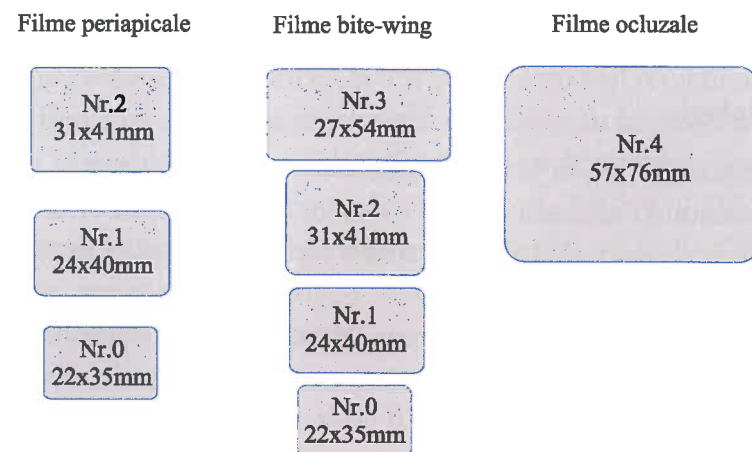 Filme periapicale
Nr.2
31x41mm
Nr.1
24x40mm
Nr.0
22x35mm
Filme bite-wing
Nr.3
27x54mm
Nr.2
31x41mm
Nr.1
24x40mm
Nr.0
22x35mm
Filme ocluzale
Nr.4
57x76mm